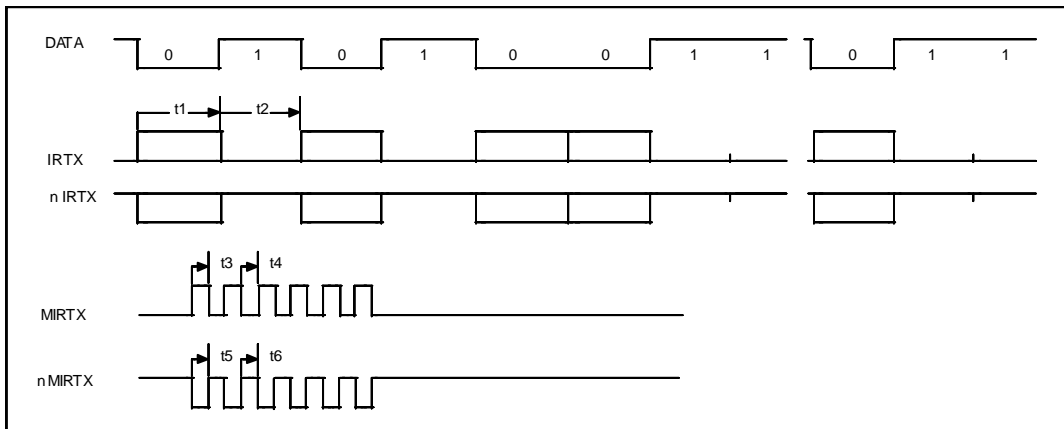 DATA
0 1 0 1 0 0 1 1 0 1 1
t1 t2
IRTX
n IRTX
t3 t4
MIRTX
t5 t6
n MIRTX